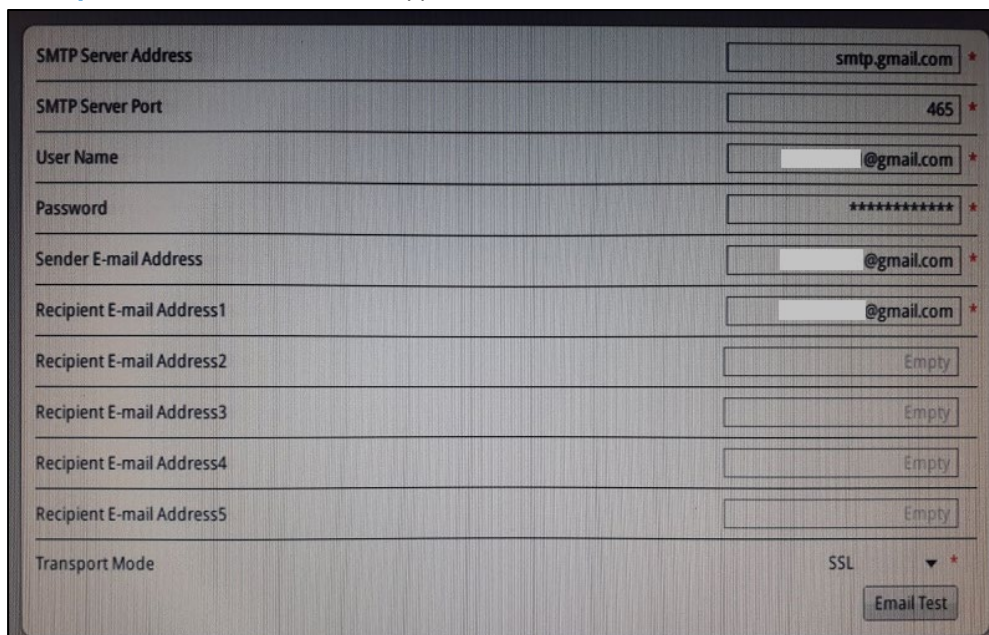 SMTP Server Address smtp.gmail.com *
SMTP Server Port 465 *
User Name @gmail.com *
Password ************ *
Sender E-mail Address @gmail.com *
Recipient E-mail Address1 @gmail.com *
Recipient E-mail Address2 Empty
Recipient E-mail Address3 Empty
Recipient E-mail Address4 Empty
Recipient E-mail Address5 Empty
Transport Mode SSL *
Email Test